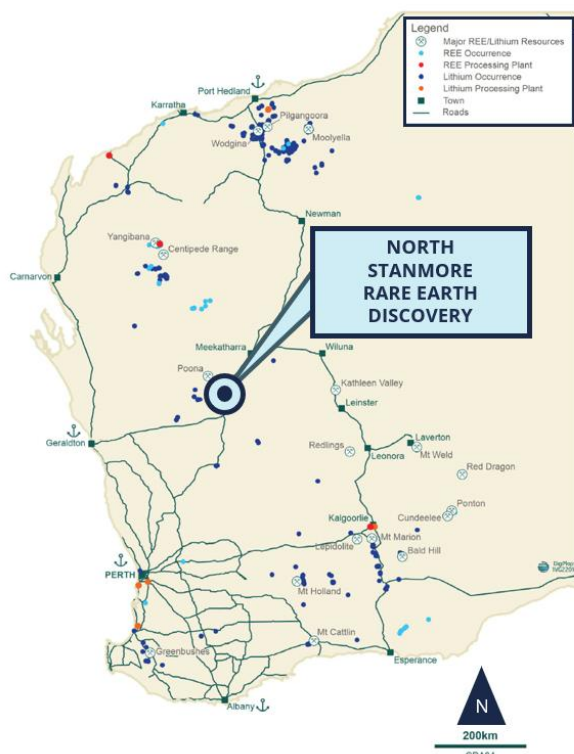 Legend
Major REE/Lithium Resources
REE Occurrence
REE Processing Plant
Lithium Occurrence
Lithium Processing Plant
Town
Roads
Port Hedland
Karratha
Pilgangoora
Wodgina
Moolyella
Newman
Yangibana
Centipede Range
Carnarvon
NORTH
STANMORE
RARE EARTH
DISCOVERY
Meekatharra
Wiluna
Poona
Kathleen Valley
Leinster
Geraldton
Redlings
Laverton
Leonora
Mt Weld
Red Dragon
Ponton
Cundeelee
Kalgoorlie
Lepidolite
Mt Marion
Bald Hill
PERTH
Mt Holland
Mt Cattlin
Greenbushes
Esperance
Albany
N
200km